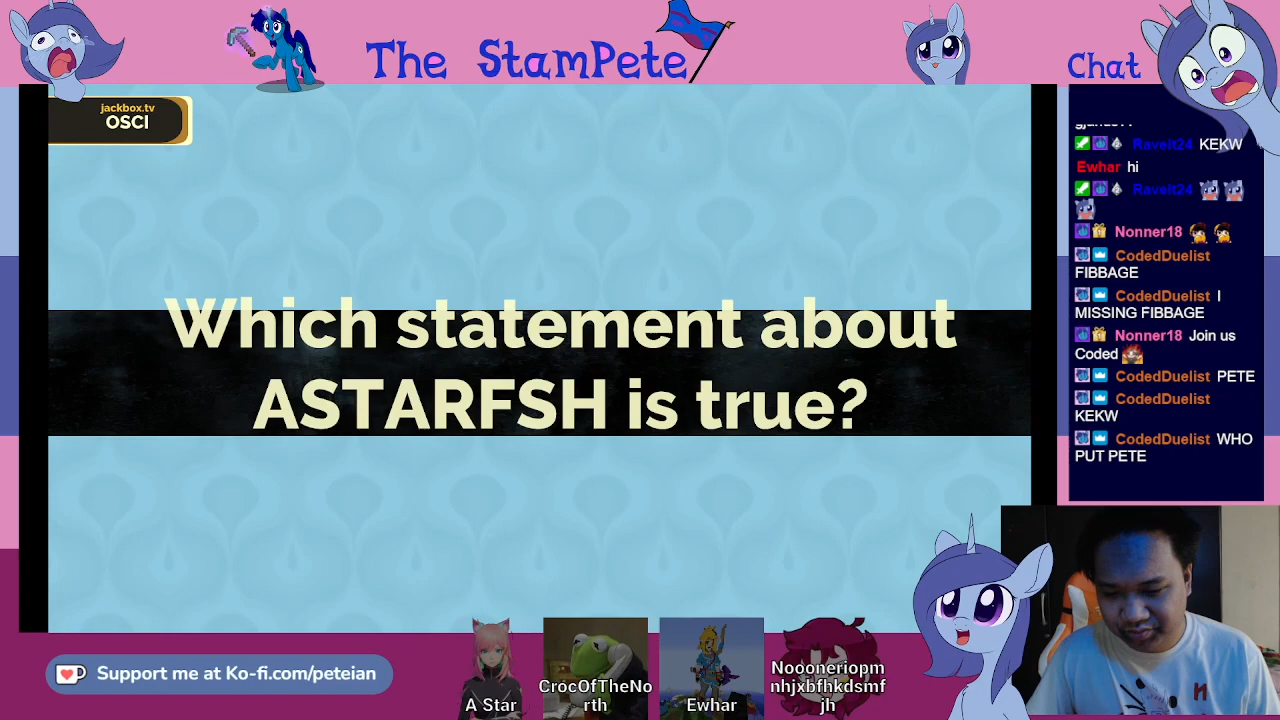 The StamPete
Chat
jackbox.tv
OSCI
Which statement about
ASTARFSH is true?
Ravelt24 KEKW
Ewhar hi
Ravelt24
Nonner18
CodedDuelist
FIBBAGE
CodedDuelist I
MISSING FIBBAGE
Nonner18 Join us
Coded
CodedDuelist PETE
CodedDuelist
KEKW
CodedDuelist WHO
PUT PETE
Support me at Ko-fi.com/peteian
A Star
CrocOfTheNo
rth
Ewhar
Noooneriopm
nhjxbfhkdsmf
jh